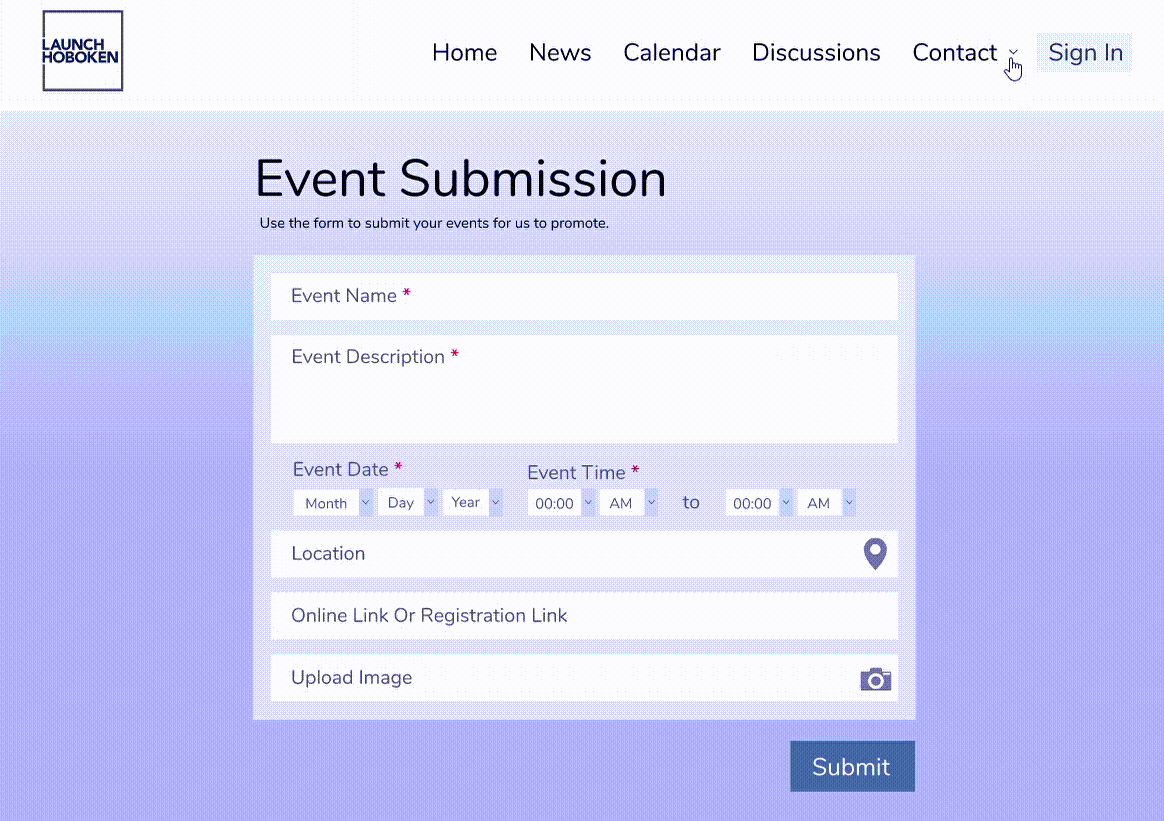 LAUNCH
HOBOKEN
Home News Calendar Discussions Contact Sign In
Event Submission
Use the form to submit your events for us to promote.
Event Name *
Event Description *
Event Date * Event Time *
Month Day Year 00:00 AM to 00:00 AM
Location
Online Link Or Registration Link
Upload Image
Submit